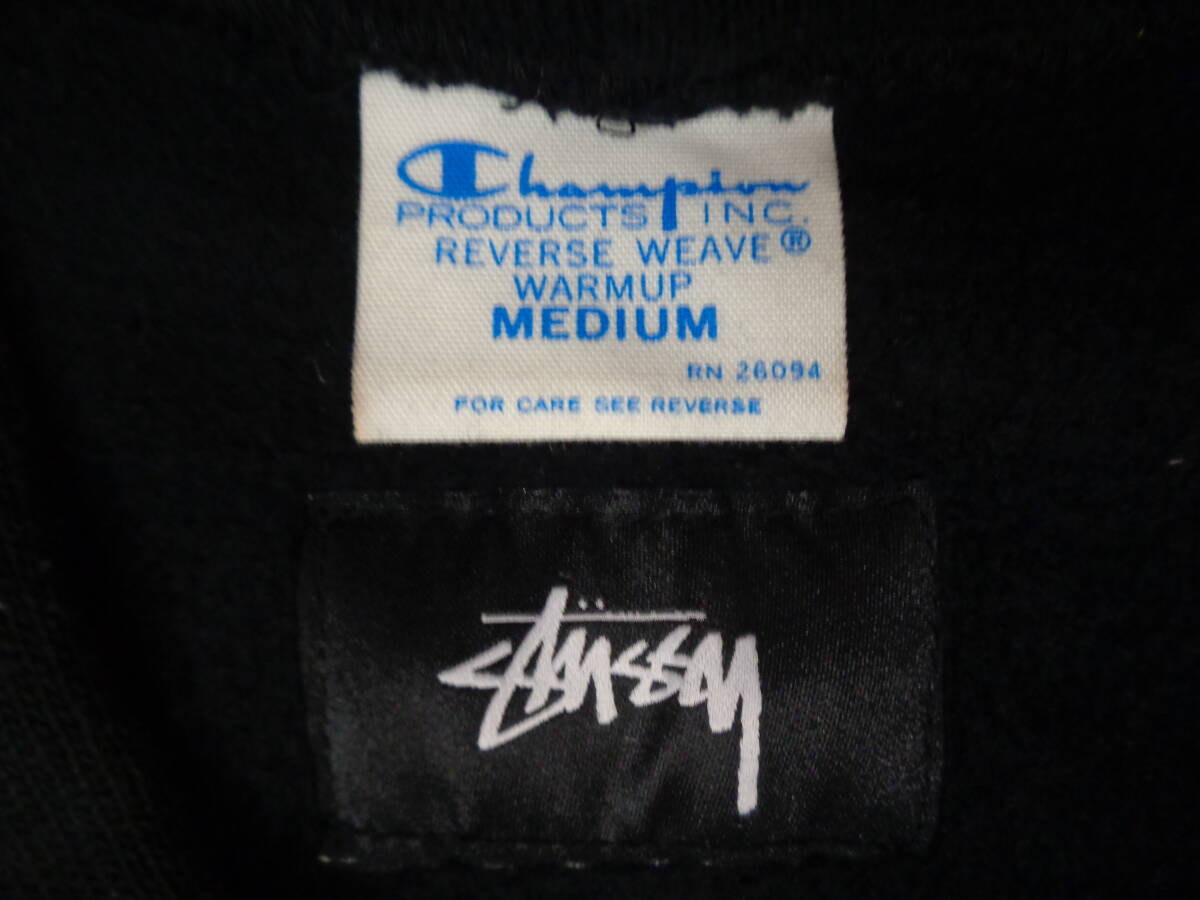 Champion
PRODUCTS INC.
REVERSE WEAVE®
WARMUP
MEDIUM
RN 26094
FOR CARE SEE REVERSE
Stüssy